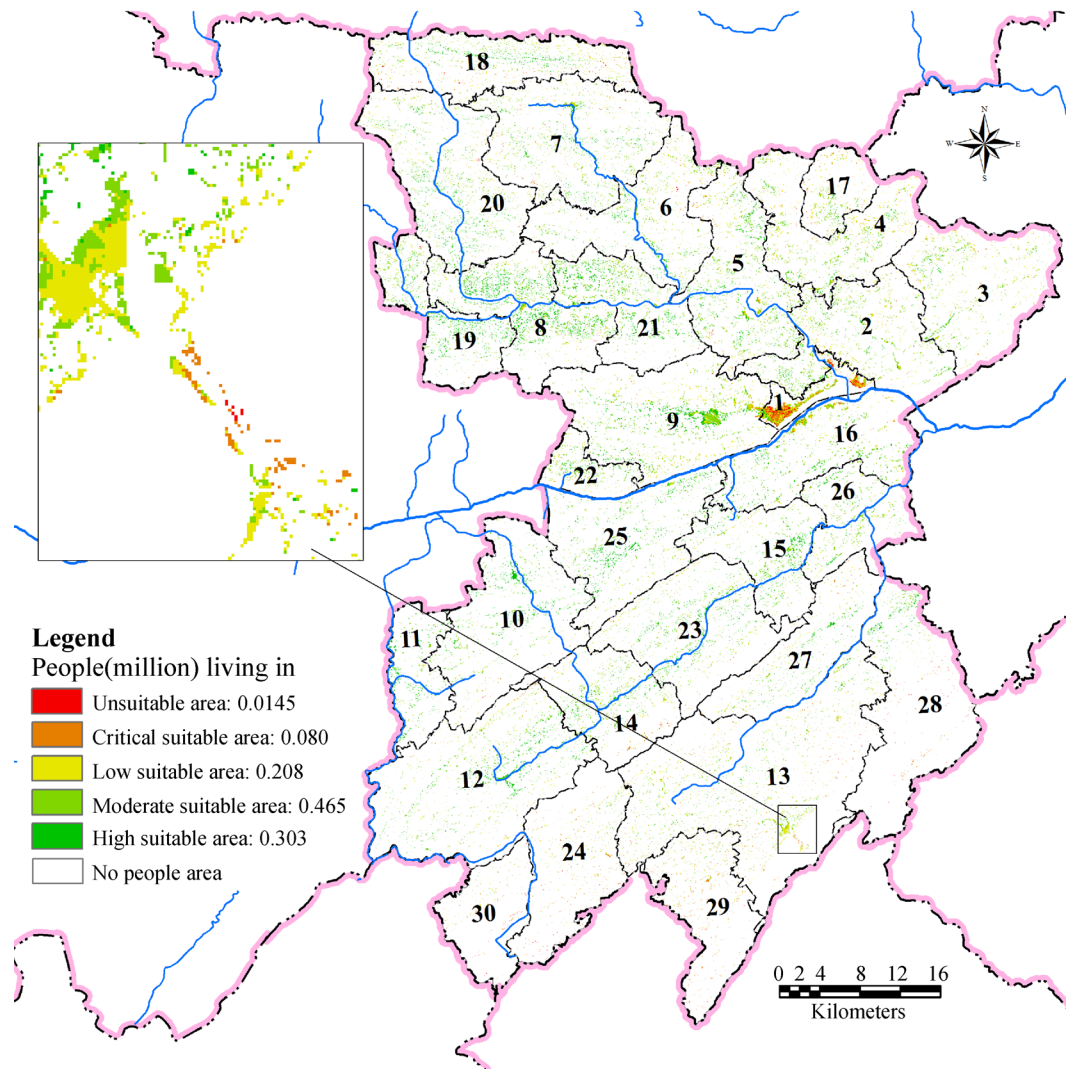 18
7
17
20
6
4
5
3
2
8
21
19
1
9
16
22
26
25
15
10
11
23
27
28
14
12
13
24
29
30
N
W
E
S
Legend
People(million) living in
Unsuitable area: 0.0145
Critical suitable area: 0.080
Low suitable area: 0.208
Moderate suitable area: 0.465
High suitable area: 0.303
No people area
0 2 4 8 12 16
Kilometers